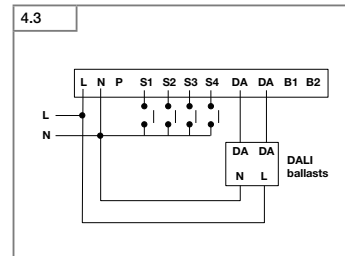 4.3
L N P S1 S2 S3 S4 DA DA B1 B2
L
N
DA DA
DALI
ballasts
N L